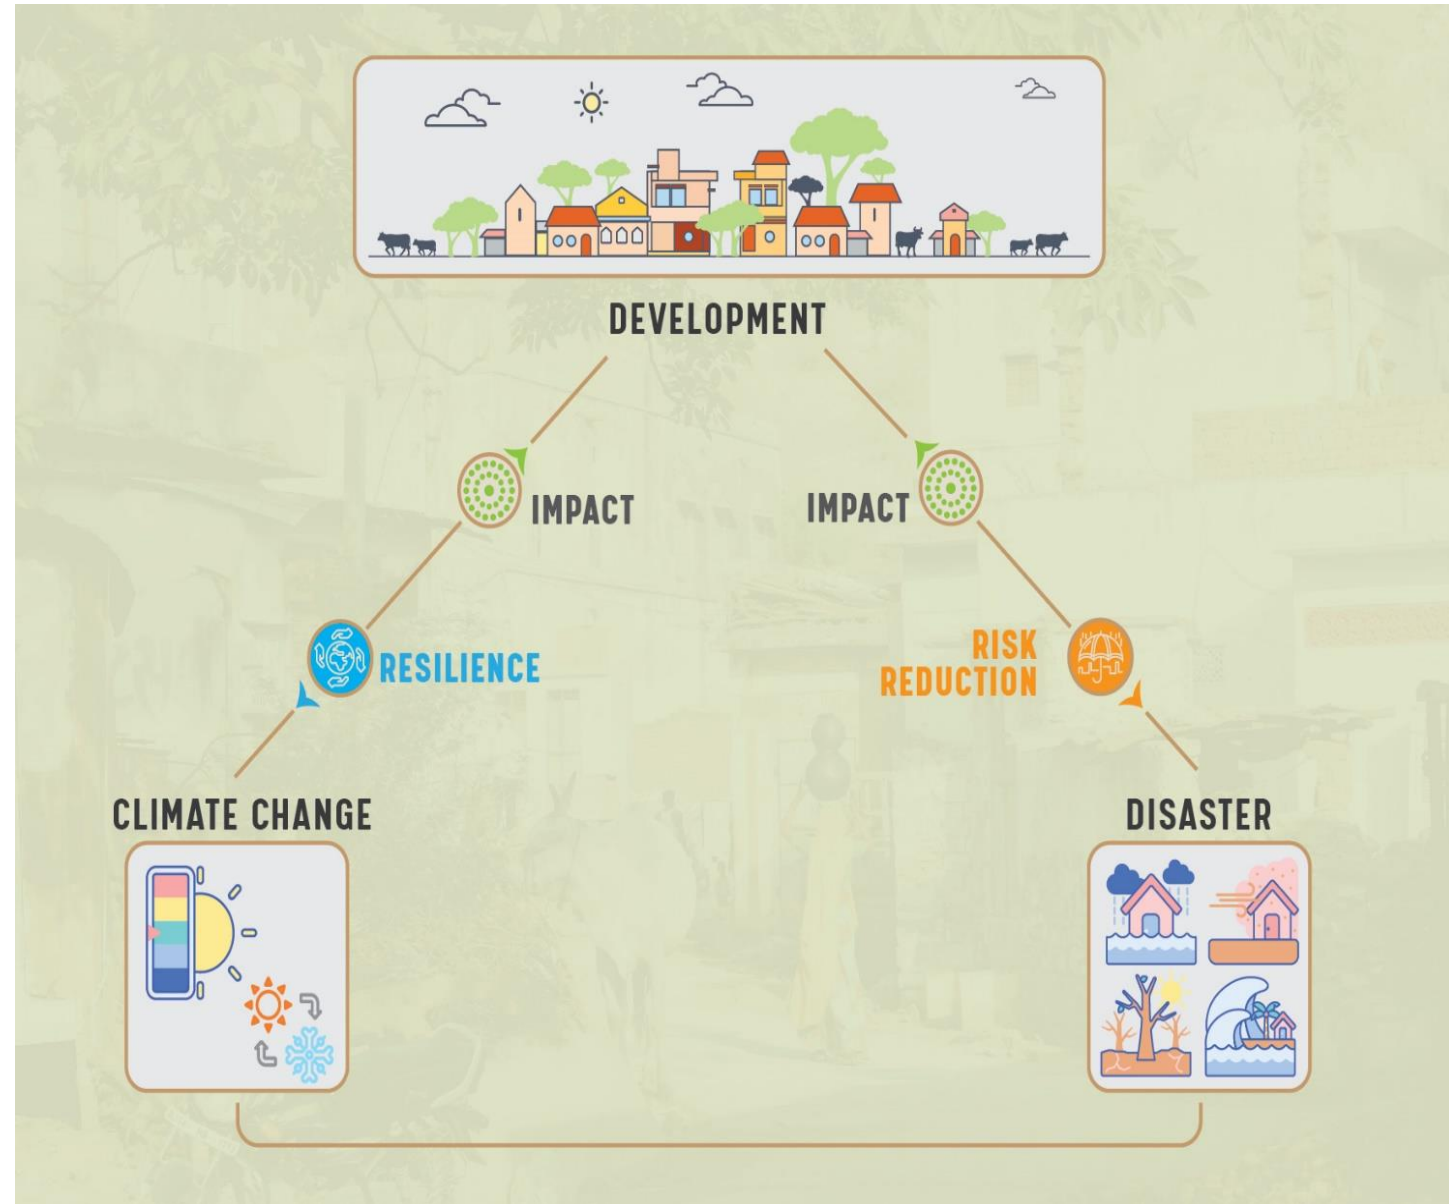 DEVELOPMENT
IMPACT
IMPACT
RESILIENCE
RISK
REDUCTION
CLIMATE CHANGE
DISASTER